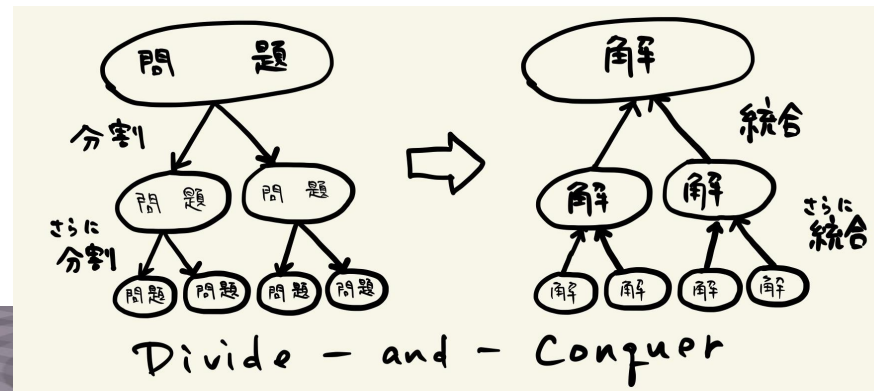 問　題
分割
問　題
問　題
さらに
分割
問題
問題
問題
問題
解
統合
解
解
さらに
統合
解
解
解
解
Divide - and - Conquer